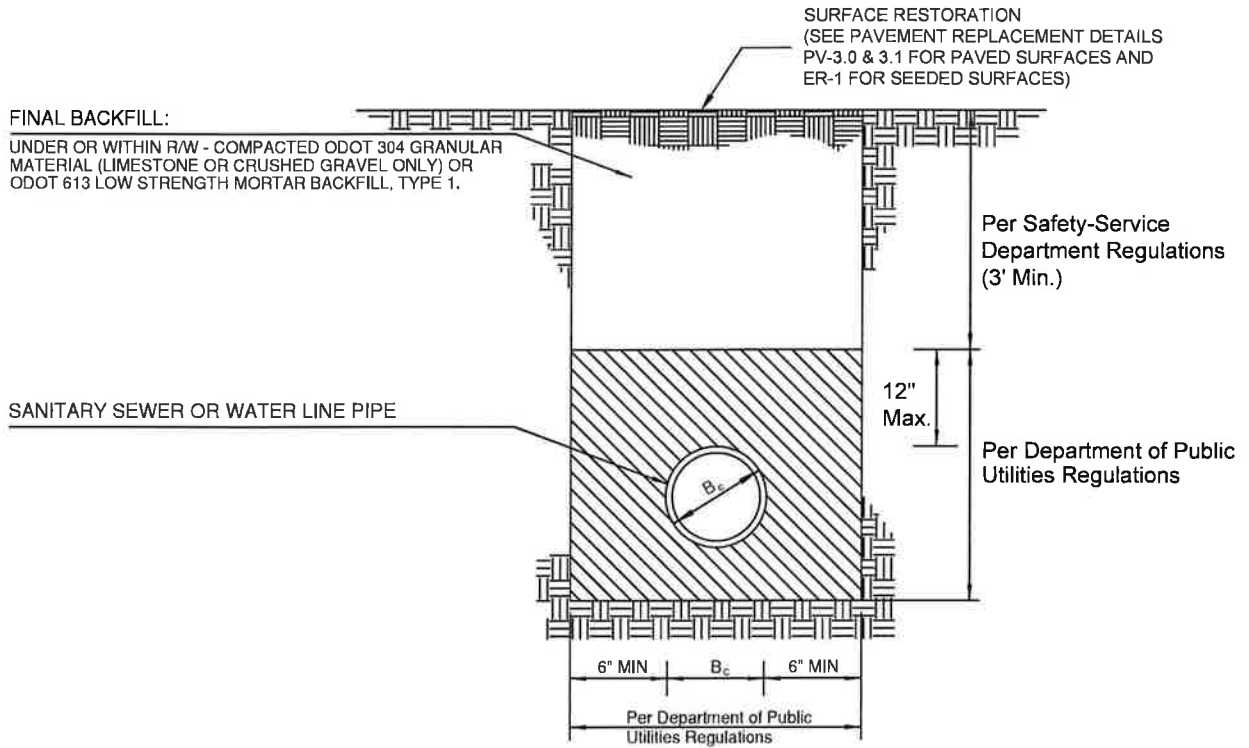 SURFACE RESTORATION
(SEE PAVEMENT REPLACEMENT DETAILS
PV-3.0 & 3.1 FOR PAVED SURFACES AND
ER-1 FOR SEEDED SURFACES)
FINAL BACKFILL:
UNDER OR WITHIN R/W - COMPACTED ODOT 304 GRANULAR
MATERIAL (LIMESTONE OR CRUSHED GRAVEL ONLY) OR
ODOT 613 LOW STRENGTH MORTAR BACKFILL, TYPE 1.
Per Safety-Service
Department Regulations
(3' Min.)
12"
Max.
SANITARY SEWER OR WATER LINE PIPE
Per Department of Public
Utilities Regulations
Bc
6" MIN
Bc
6" MIN
Per Department of Public
Utilities Regulations